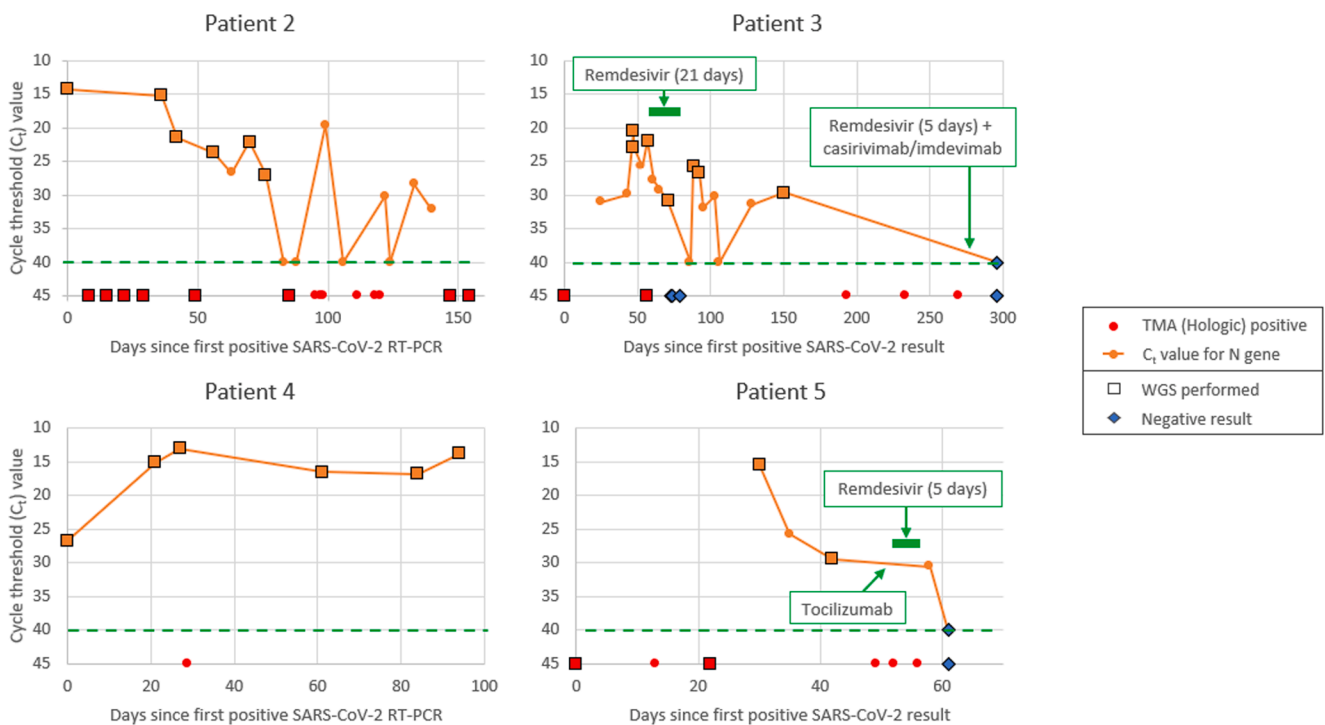 Patient 2
10
15
20
25
30
35
40
45
Cycle threshold (Cₜ) value
0
50
100
150
Days since first positive SARS-CoV-2 RT-PCR
Patient 3
10
15
20
25
30
35
40
45
Remdesivir (21 days)
Remdesivir (5 days) +
casirivimab/imdevimab
0
50
100
150
200
250
300
Days since first positive SARS-CoV-2 result
TMA (Hologic) positive
Cₜ value for N gene
WGS performed
Negative result
Patient 4
10
15
20
25
30
35
40
45
Cycle threshold (Cₜ) value
0
20
40
60
80
100
Days since first positive SARS-CoV-2 RT-PCR
Patient 5
10
15
20
25
30
35
40
45
Remdesivir (5 days)
Tocilizumab
0
20
40
60
Days since first positive SARS-CoV-2 result